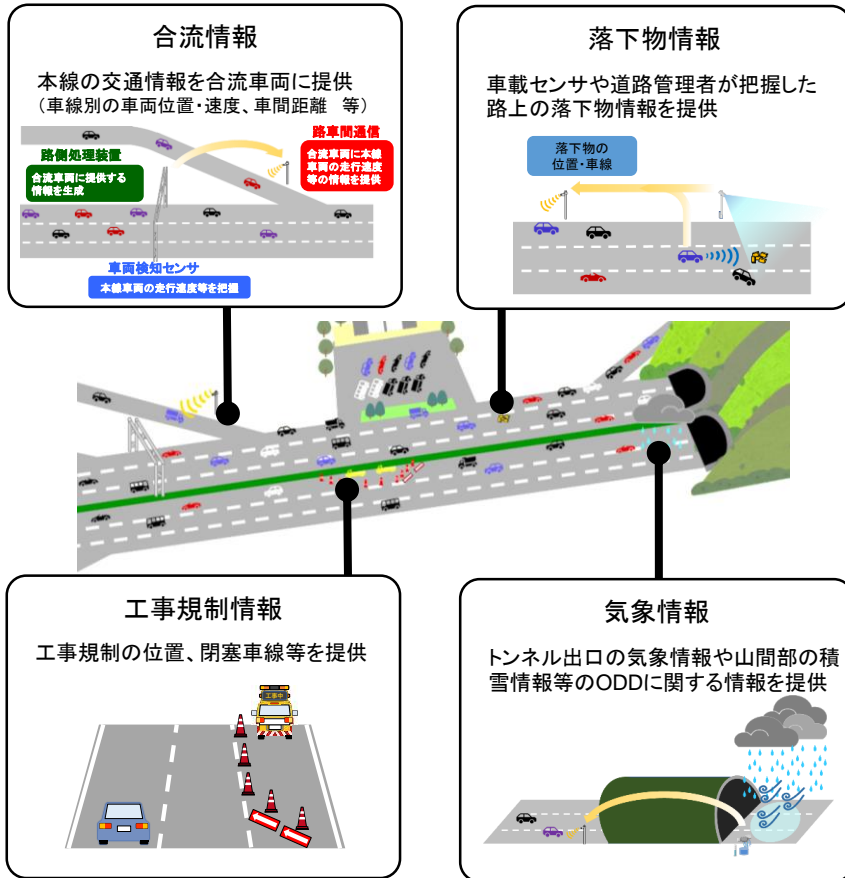 合流情報
本線の交通情報を合流車両に提供
（車線別の車両位置・速度、車間距離　等）
路車間通信
合流車両に本線
車両の走行速度
等の情報を提供
路側処理装置
合流車両に提供する
情報を生成
車両検知センサ
本線車両の走行速度等を把握
落下物情報
車載センサや道路管理者が把握した
路上の落下物情報を提供
落下物の
位置・車線
工事規制情報
工事規制の位置、閉塞車線等を提供
気象情報
トンネル出口の気象情報や山間部の積
雪情報等のODDに関する情報を提供